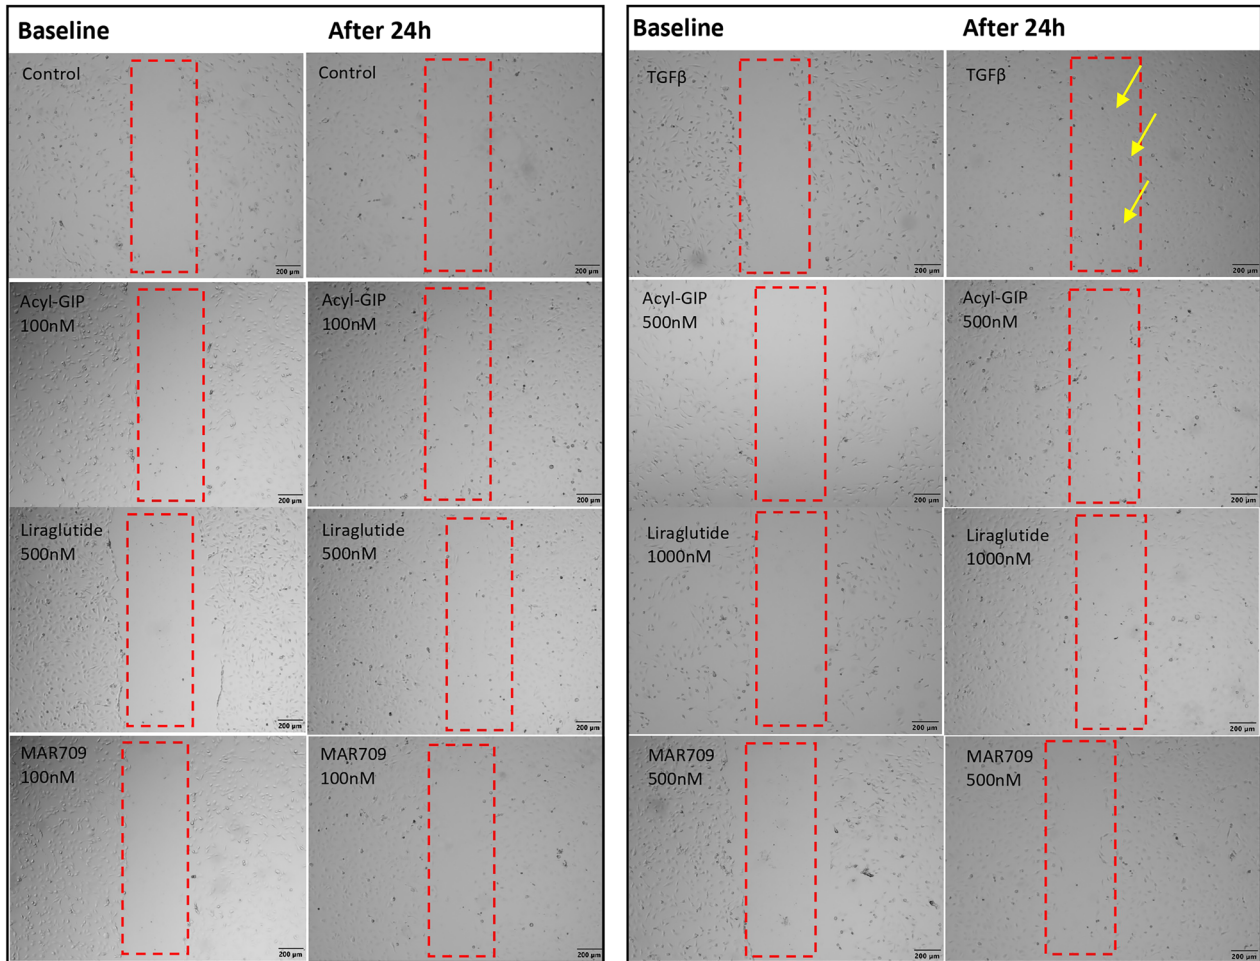 Baseline
After 24h
Baseline
After 24h
Control
Control
TGFβ
TGFβ
200 µm
200 µm
200 µm
200 µm
Acyl-GIP
100nM
Acyl-GIP
100nM
Acyl-GIP
500nM
Acyl-GIP
500nM
200 µm
200 µm
200 µm
200 µm
Liraglutide
500nM
Liraglutide
500nM
Liraglutide
1000nM
Liraglutide
1000nM
200 µm
200 µm
200 µm
200 µm
MAR709
100nM
MAR709
100nM
MAR709
500nM
MAR709
500nM
200 µm
200 µm
200 µm
200 µm